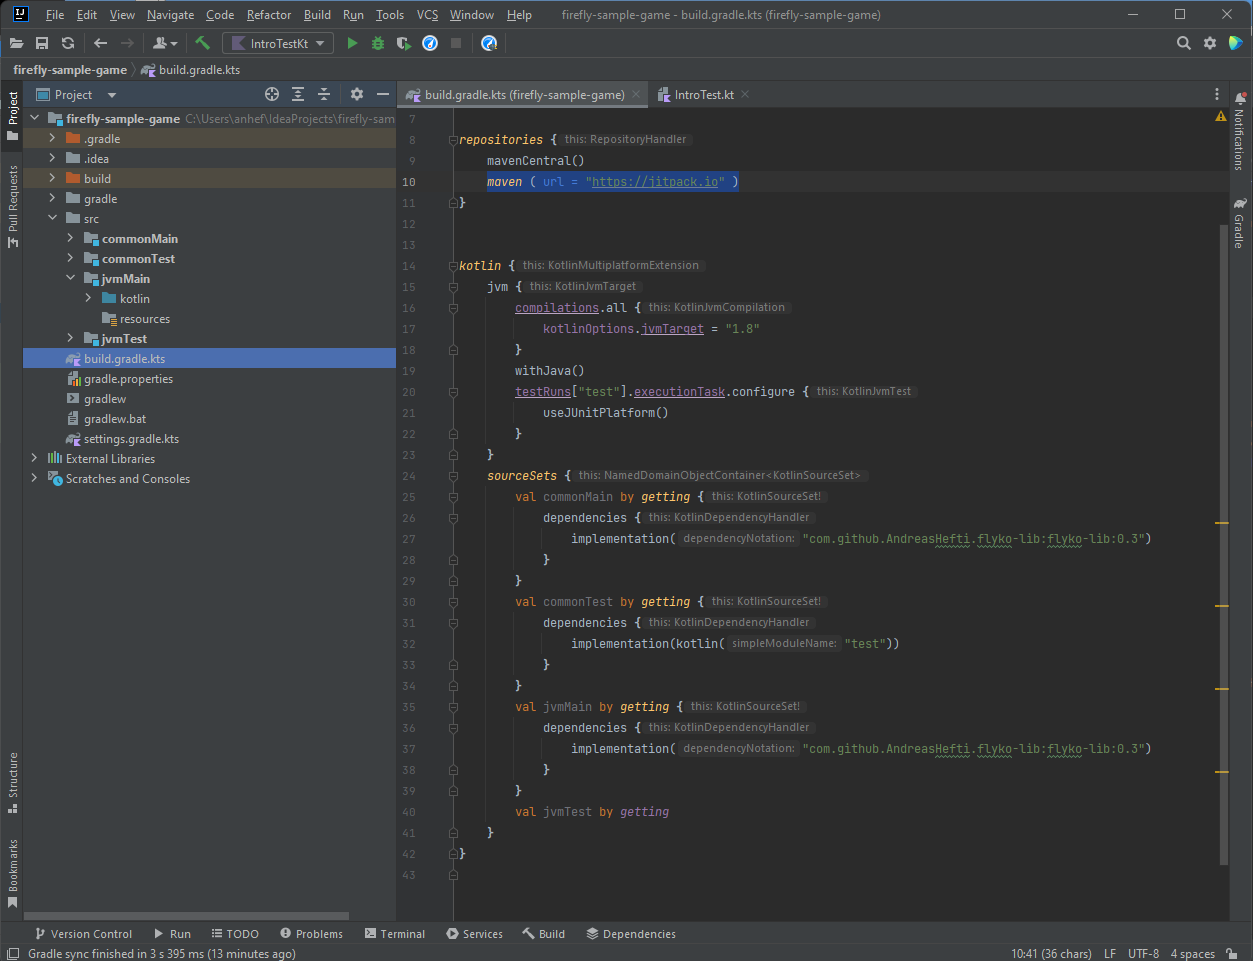 File Edit View Navigate Code Refactor Build Run Tools VCS Window Help firefly-sample-game - build.gradle.kts (firefly-sample-game)
IntroTestKt
firefly-sample-game build.gradle.kts
Project
build.gradle.kts (firefly-sample-game) IntroTest.kt
Project
Pull Requests
Structure
Bookmarks
Notifications
Gradle
firefly-sample-game C:\Users\anhef\IdeaProjects\firefly-sam
.gradle
.idea
build
gradle
src
commonMain
commonTest
jvmMain
kotlin
resources
jvmTest
build.gradle.kts
gradle.properties
gradlew
gradlew.bat
settings.gradle.kts
External Libraries
Scratches and Consoles
7
8 repositories { this: RepositoryHandler
9 mavenCentral()
10 maven ( url = "https://jitpack.io" )
11 }
12
13
14 kotlin { this: KotlinMultiplatformExtension
15 jvm { this: KotlinJvmTarget
16 compilations.all { this: KotlinJvmCompilation
17 kotlinOptions.jvmTarget = "1.8"
18 }
19 withJava()
20 testRuns["test"].executionTask.configure { this: KotlinJvmTest
21 useJUnitPlatform()
22 }
23 }
24 sourceSets { this: NamedDomainObjectContainer<KotlinSourceSet>
25 val commonMain by getting { this: KotlinSourceSet!
26 dependencies { this: KotlinDependencyHandler
27 implementation( dependencyNotation: "com.github.AndreasHefti.flyko-lib:flyko-lib:0.3")
28 }
29 }
30 val commonTest by getting { this: KotlinSourceSet!
31 dependencies { this: KotlinDependencyHandler
32 implementation(kotlin( simpleModuleName: "test"))
33 }
34 }
35 val jvmMain by getting { this: KotlinSourceSet!
36 dependencies { this: KotlinDependencyHandler
37 implementation( dependencyNotation: "com.github.AndreasHefti.flyko-lib:flyko-lib:0.3")
38 }
39 }
40 val jvmTest by getting
41 }
42 }
43
Version Control Run TODO Problems Terminal Services Build Dependencies
Gradle sync finished in 3 s 395 ms (13 minutes ago) 10:41 (36 chars) LF UTF-8 4 spaces